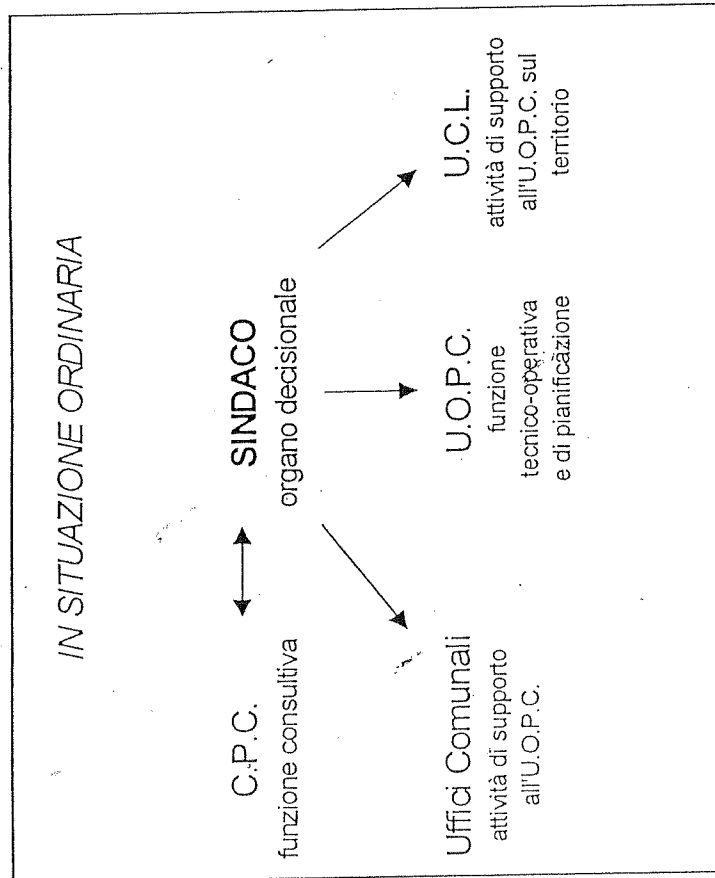 IN SITUAZIONE ORDINARIA
C.P.C.
funzione consultiva
SINDACO
organo decisionale
Uffici Comunali
attività di supporto
all'U.O.P.C.
U.O.P.C.
funzione
tecnico-operativa
e di pianificazione
U.C.L.
attività di supporto
all'U.O.P.C. sul
territorio